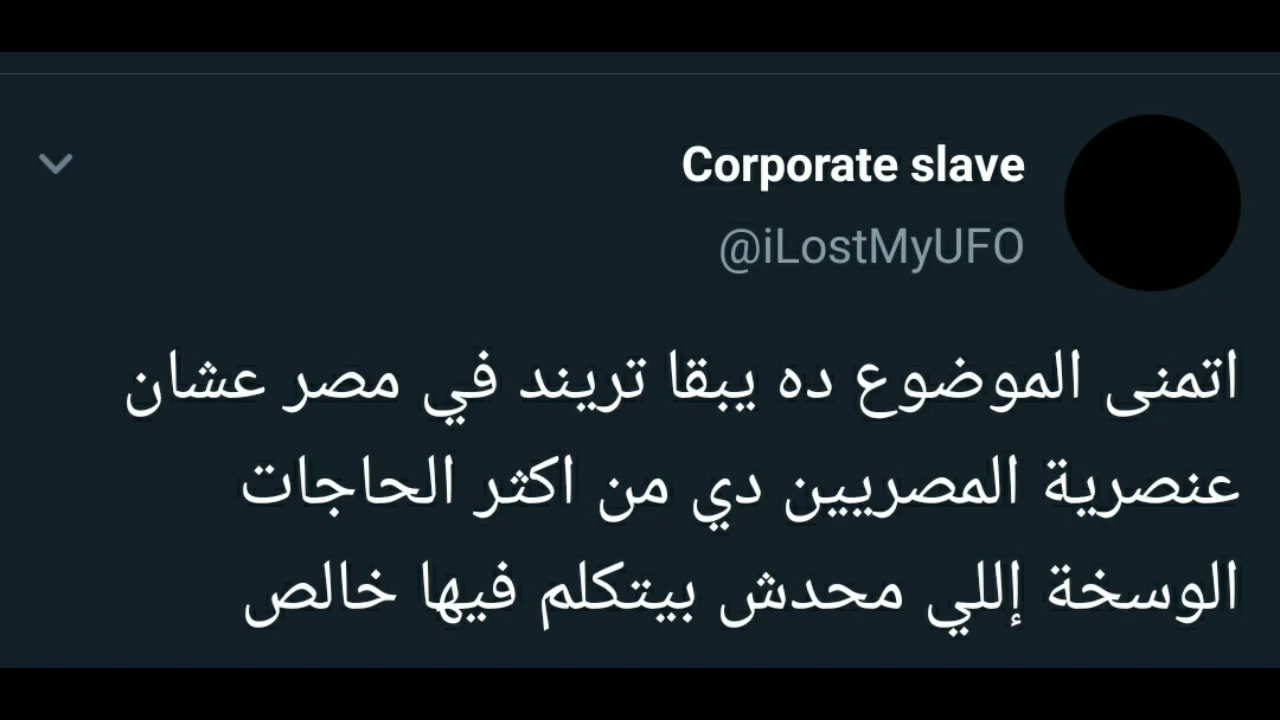 Corporate slave
@iLostMyUFO
اتمنى الموضوع ده يبقا تريند في مصر عشان
عنصرية المصريين دي من اكثر الحاجات
الوسخة إللي محدش بيتكلم فيها خالص